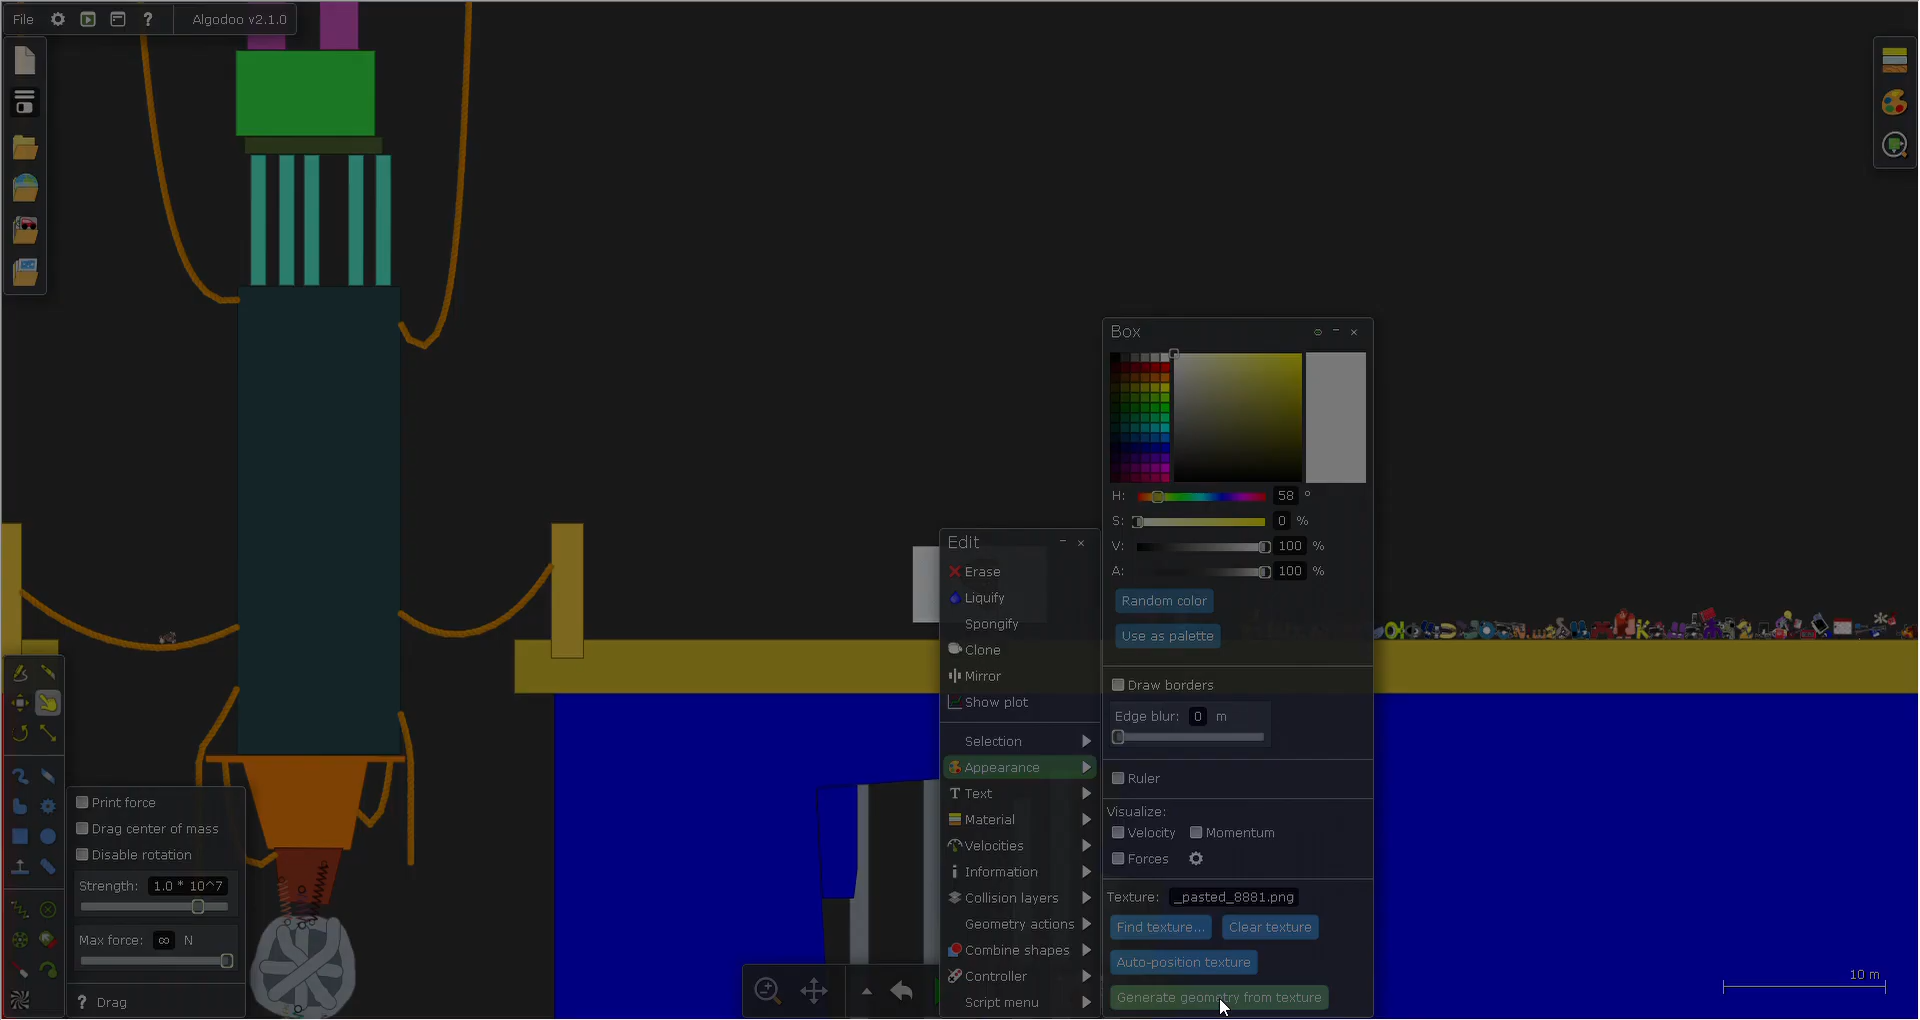 File ? Algodoo v2.1.0
Box
H: 58 °
S: 0 %
V: 100 %
A: 100 %
Random color
Use as palette
Draw borders
Edge blur: 0 m
Ruler
Visualize:
Velocity Momentum
Forces
Texture: _pasted_8881.png
Find texture... Clear texture
Auto-position texture
Generate geometry from texture
Edit
Erase
Liquify
Spongify
Clone
Mirror
Show plot
Selection
Appearance
Text
Material
Velocities
Information
Collision layers
Geometry actions
Combine shapes
Controller
Script menu
Print force
Drag center of mass
Disable rotation
Strength: 1.0 * 10^7
Max force: ∞ N
? Drag
10 m